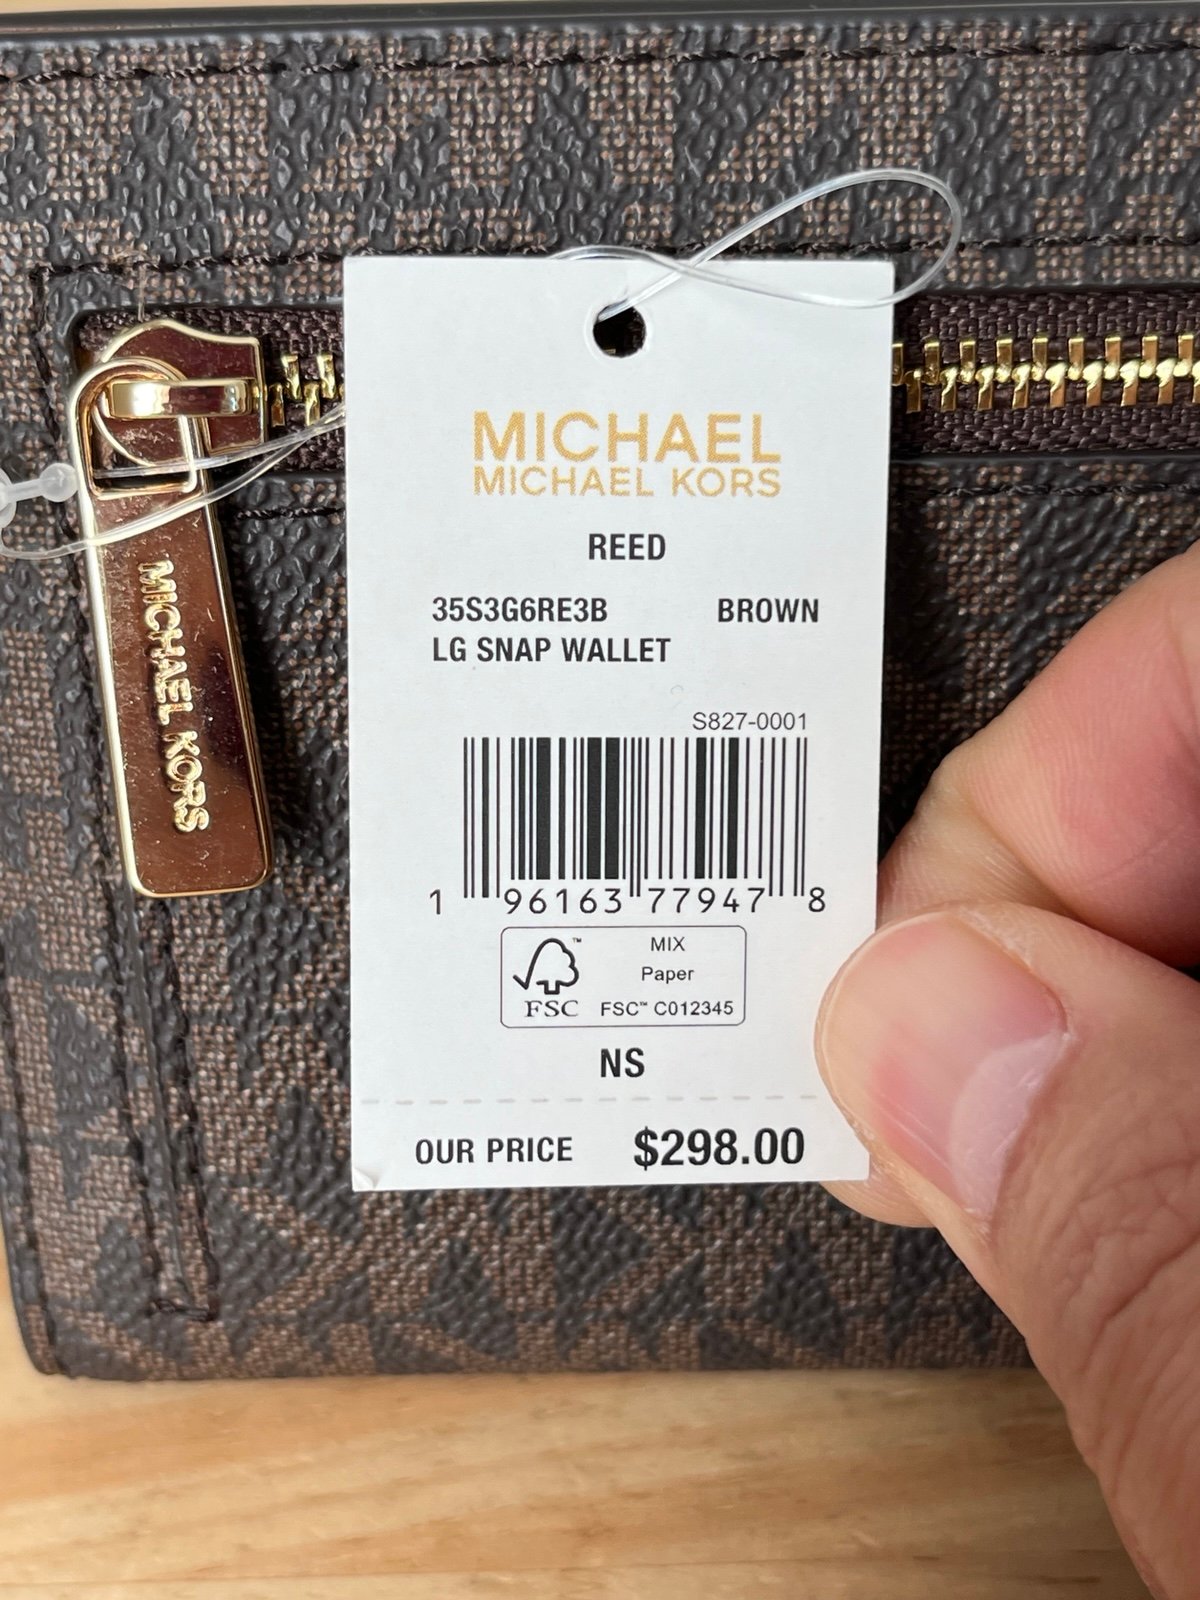 MICHAEL
MICHAEL KORS
REED
35S3G6RE3B BROWN
LG SNAP WALLET
S827-0001
1 96163 77947 8
FSC™ MIX
Paper
FSC™ C012345
NS
OUR PRICE $298.00
MICHAEL KORS